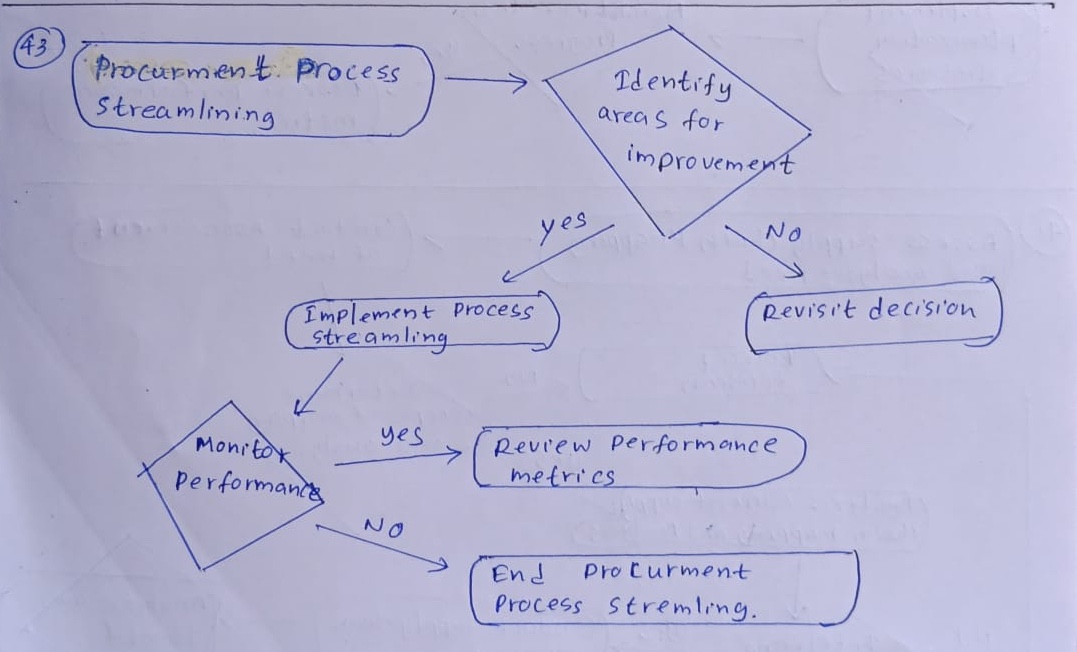 43
Procurment Process
streamlining
Identify
areas for
improvement
yes
No
Implement Process
streamling
Revisit decision
Monitor
Performance
yes
Review Performance
metrics
No
End Procurment
Process stremling.